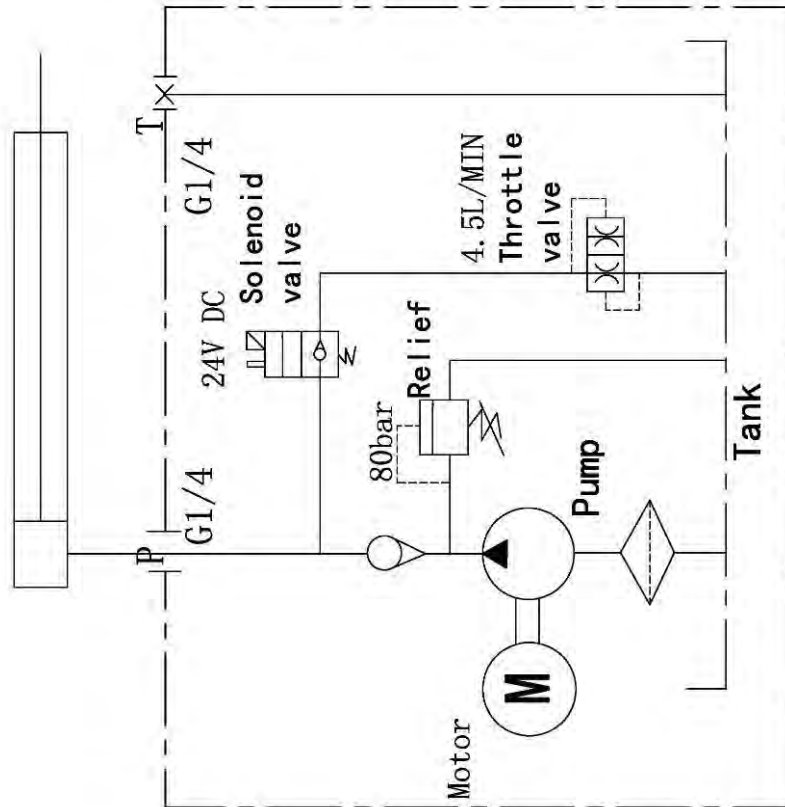 T
G1/4
24V DC
Solenoid
valve
4.5L/MIN
Throttle
valve
P
G1/4
80bar
Relief
Pump
Tank
Motor
M